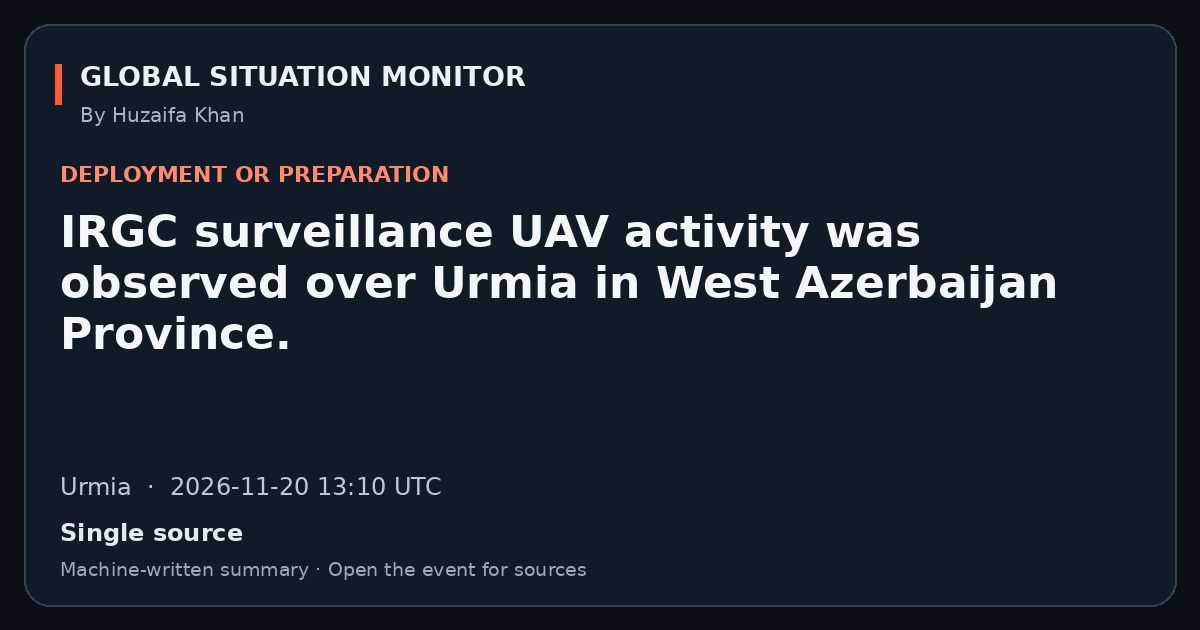 GLOBAL SITUATION MONITOR
By Huzaifa Khan
DEPLOYMENT OR PREPARATION
IRGC surveillance UAV activity was
observed over Urmia in West Azerbaijan
Province.
Urmia · 2026-11-20 13:10 UTC
Single source
Machine-written summary · Open the event for sources